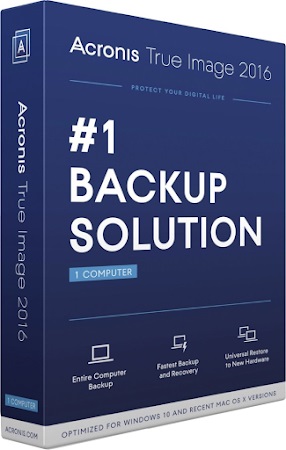 Acronis True Image 2016
PROTECT YOUR DIGITAL LIFE
#1
BACKUP
SOLUTION
1 COMPUTER
Entire Computer
Backup
Fastest Backup
and Recovery
Universal Restore
to New Hardware
OPTIMIZED FOR WINDOWS 10 AND RECENT MAC OS X VERSIONS
A
Acronis True Image 2016
1 COMPUTER
ACRONIS.COM